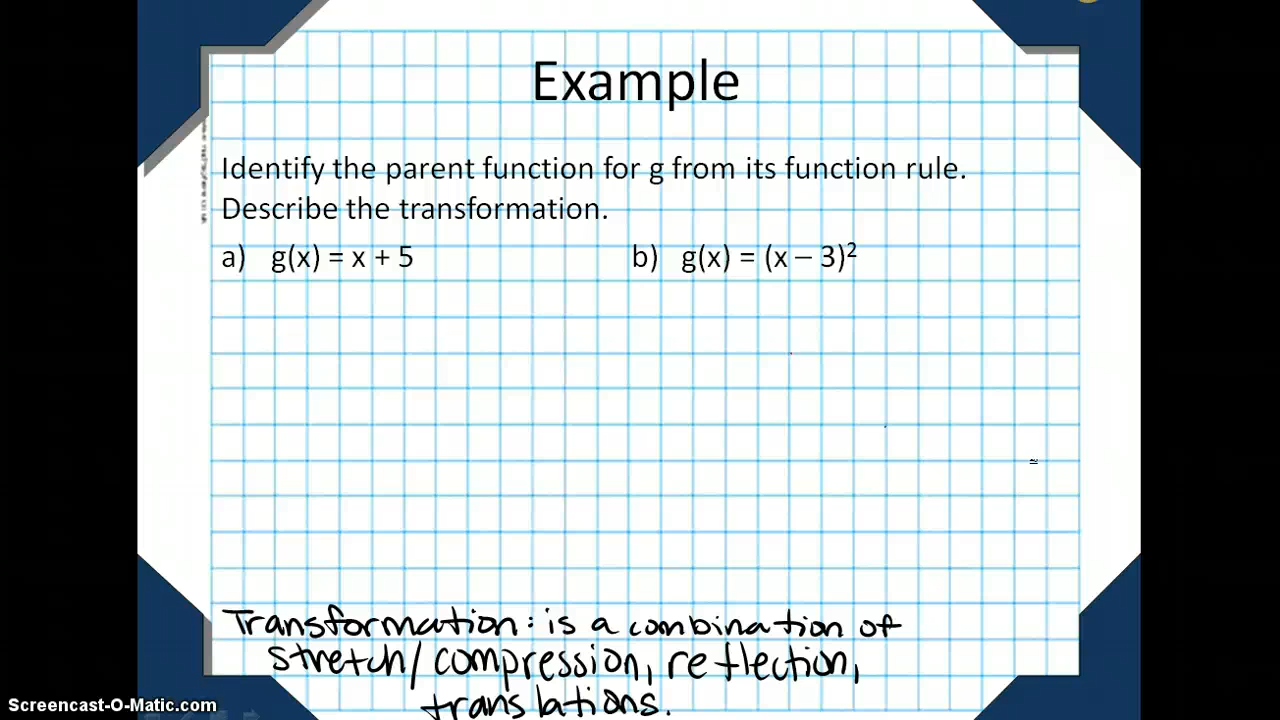 Example
Identify the parent function for g from its function rule.
Describe the transformation.
a) g(x) = x + 5
b) g(x) = (x – 3)²
Transformation: is a combination of
stretch/compression, reflection,
translations.
Screencast-O-Matic.com